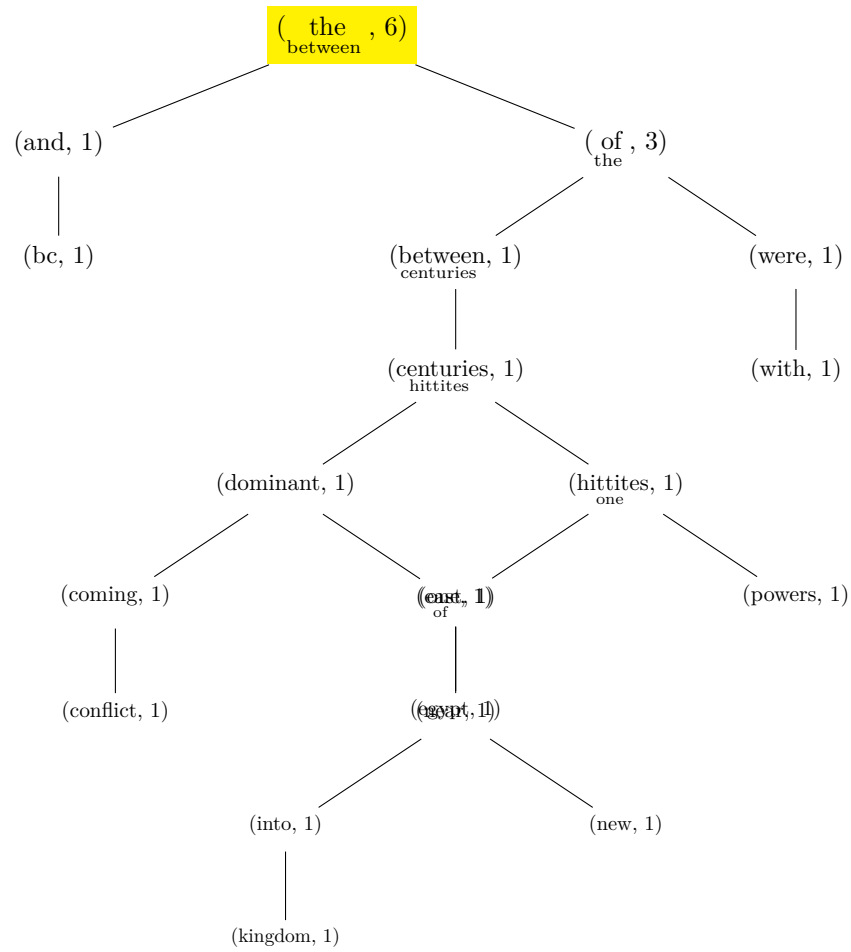 ( the , 6)
between
(and, 1)
( of , 3)
the
(bc, 1)
(between, 1)
centuries
(were, 1)
(centuries, 1)
hittites
(with, 1)
(dominant, 1)
(hittites, 1)
one
(coming, 1)
of
(powers, 1)
(conflict, 1)
(into, 1)
(new, 1)
(kingdom, 1)